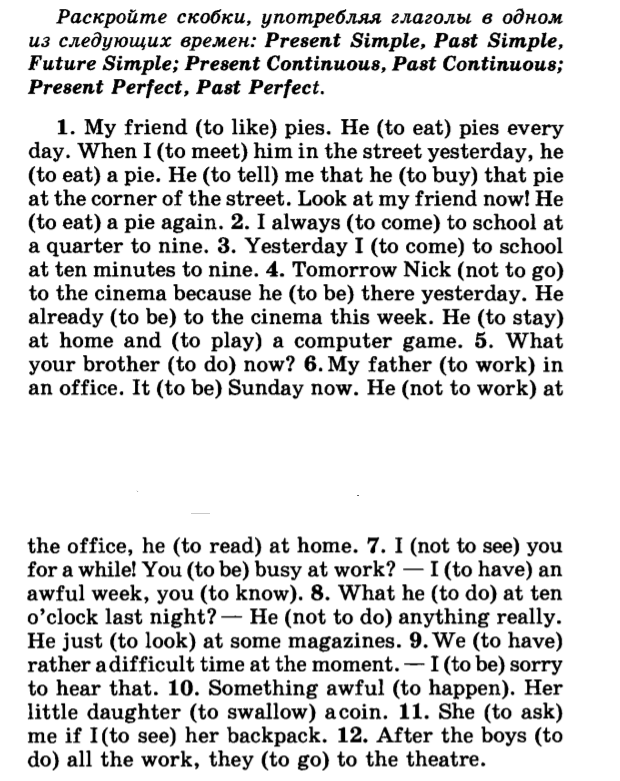 Раскройте скобки, употребляя глаголы в одном
из следующих времен: Present Simple, Past Simple,
Future Simple; Present Continuous, Past Continuous;
Present Perfect, Past Perfect.
1. My friend (to like) pies. He (to eat) pies every
day. When I (to meet) him in the street yesterday, he
(to eat) a pie. He (to tell) me that he (to buy) that pie
at the corner of the street. Look at my friend now! He
(to eat) a pie again. 2. I always (to come) to school at
a quarter to nine. 3. Yesterday I (to come) to school
at ten minutes to nine. 4. Tomorrow Nick (not to go)
to the cinema because he (to be) there yesterday. He
already (to be) to the cinema this week. He (to stay)
at home and (to play) a computer game. 5. What
your brother (to do) now? 6. My father (to work) in
an office. It (to be) Sunday now. He (not to work) at
the office, he (to read) at home. 7. I (not to see) you
for a while! You (to be) busy at work? — I (to have) an
awful week, you (to know). 8. What he (to do) at ten
o’clock last night? — He (not to do) anything really.
He just (to look) at some magazines. 9. We (to have)
rather a difficult time at the moment. — I (to be) sorry
to hear that. 10. Something awful (to happen). Her
little daughter (to swallow) a coin. 11. She (to ask)
me if I (to see) her backpack. 12. After the boys (to
do) all the work, they (to go) to the theatre.